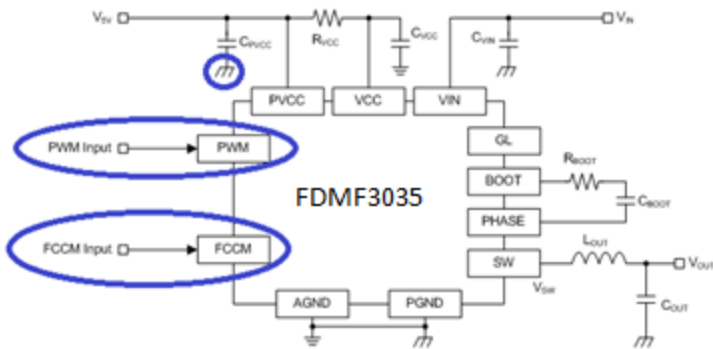 V5V
CPVCC
RVCC
CVCC
CVIN
VIN
PVCC
VCC
VIN
PWM Input
PWM
GL
RBOOT
BOOT
CBOOT
FDMF3035
PHASE
FCCM Input
FCCM
LOUT
SW
VOUT
VSW
AGND
PGND
COUT